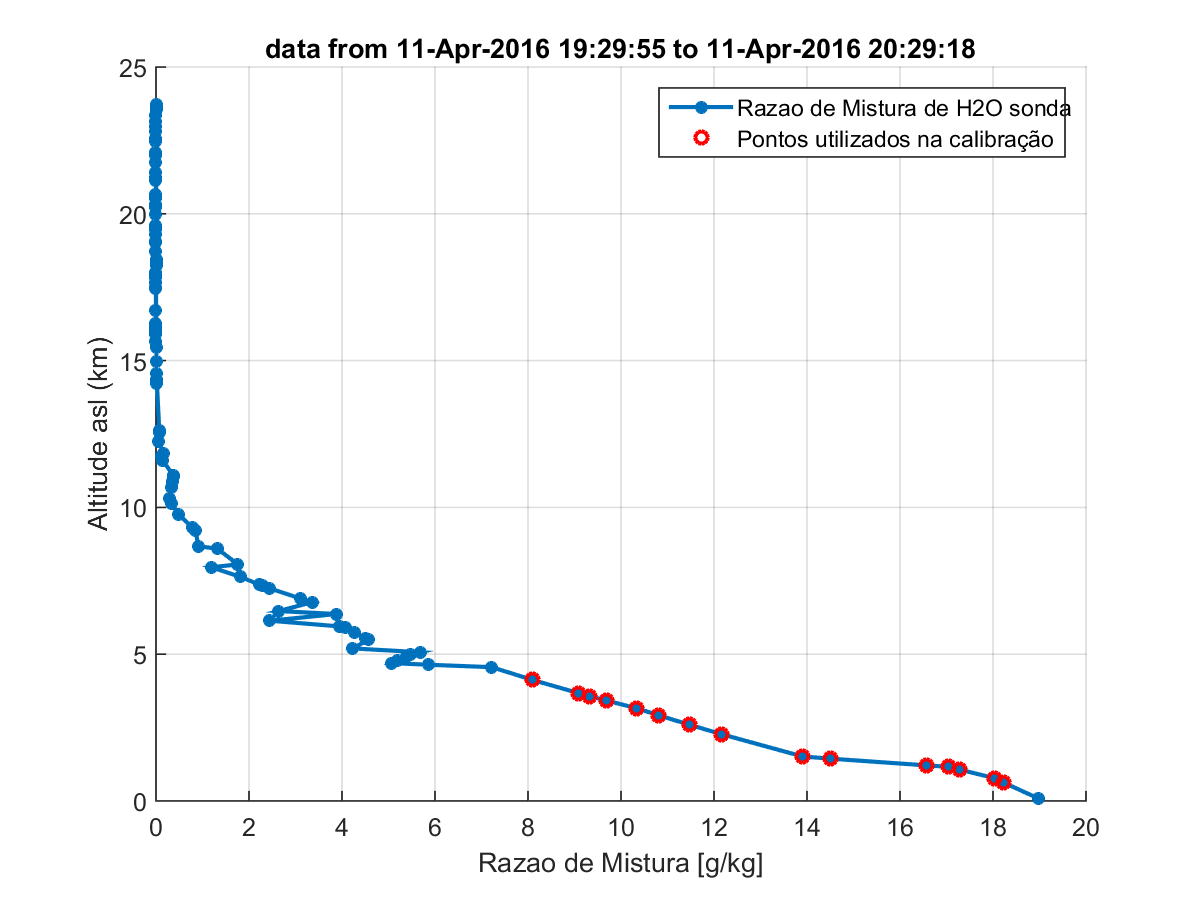 data from 11-Apr-2016 19:29:55 to 11-Apr-2016 20:29:18
Razao de Mistura de H2O sonda
Pontos utilizados na calibração
Altitude asl (km)
25
20
15
10
5
0
0 2 4 6 8 10 12 14 16 18 20
Razao de Mistura [g/kg]